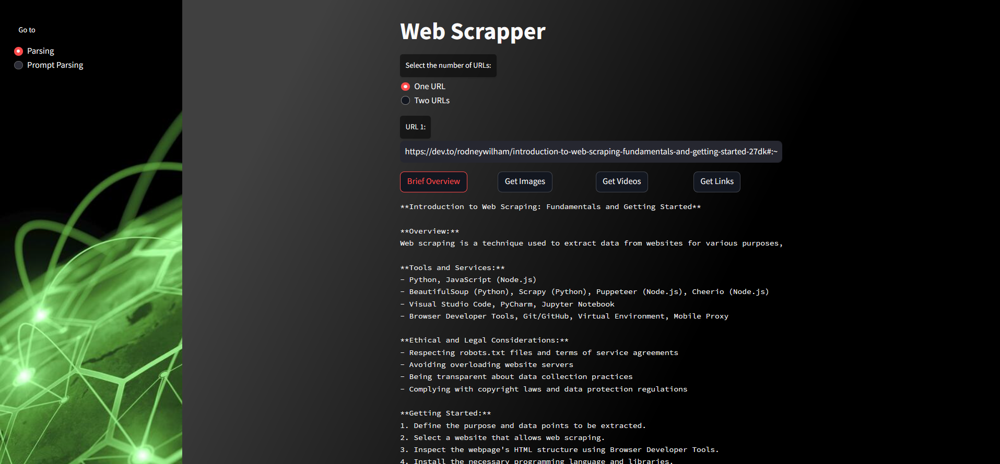 Go to
Parsing
Prompt Parsing
Web Scrapper
Select the number of URLs:
One URL
Two URLs
URL 1:
https://dev.to/rodneywilham/introduction-to-web-scraping-fundamentals-and-getting-started-27dk#:~
Brief Overview
Get Images
Get Videos
Get Links
**Introduction to Web Scraping: Fundamentals and Getting Started**
**Overview:**
Web scraping is a technique used to extract data from websites for various purposes,
**Tools and Services:**
- Python, JavaScript (Node.js)
- BeautifulSoup (Python), Scrapy (Python), Puppeteer (Node.js), Cheerio (Node.js)
- Visual Studio Code, PyCharm, Jupyter Notebook
- Browser Developer Tools, Git/GitHub, Virtual Environment, Mobile Proxy
**Ethical and Legal Considerations:**
- Respecting robots.txt files and terms of service agreements
- Avoiding overloading website servers
- Being transparent about data collection practices
- Complying with copyright laws and data protection regulations
**Getting Started:**
1. Define the purpose and data points to be extracted.
2. Select a website that allows web scraping.
3. Inspect the webpage's HTML structure using Browser Developer Tools.
4. Install the necessary programming language and libraries.